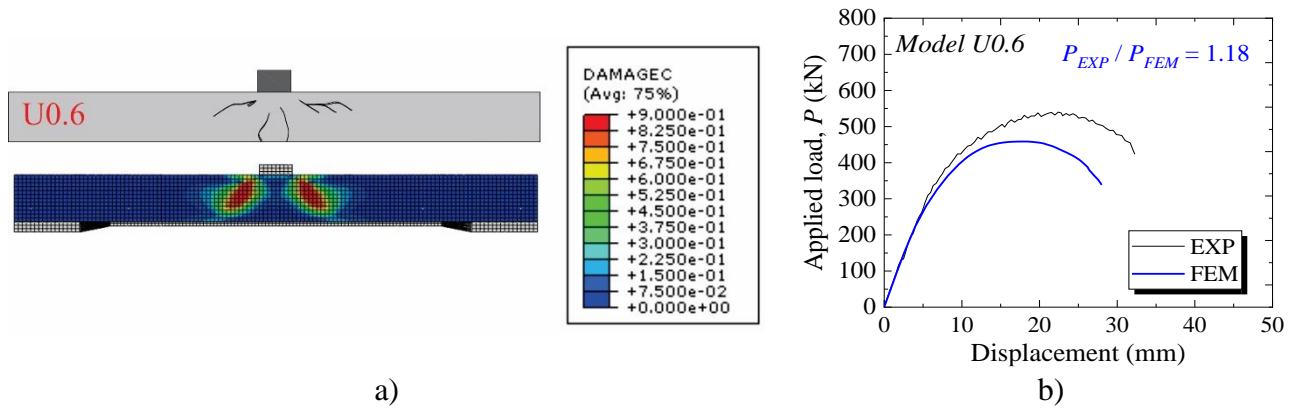 U0.6
DAMAGEC
(Avg: 75%)
+9.000e-01
+8.250e-01
+7.500e-01
+6.750e-01
+6.000e-01
+5.250e-01
+4.500e-01
+3.750e-01
+3.000e-01
+2.250e-01
+1.500e-01
+7.500e-02
+0.000e+00
a)
800
700
600
500
400
300
200
100
0
Applied load, P (kN)
Model U0.6
P_EXP / P_FEM = 1.18
EXP
FEM
0 10 20 30 40 50
Displacement (mm)
b)